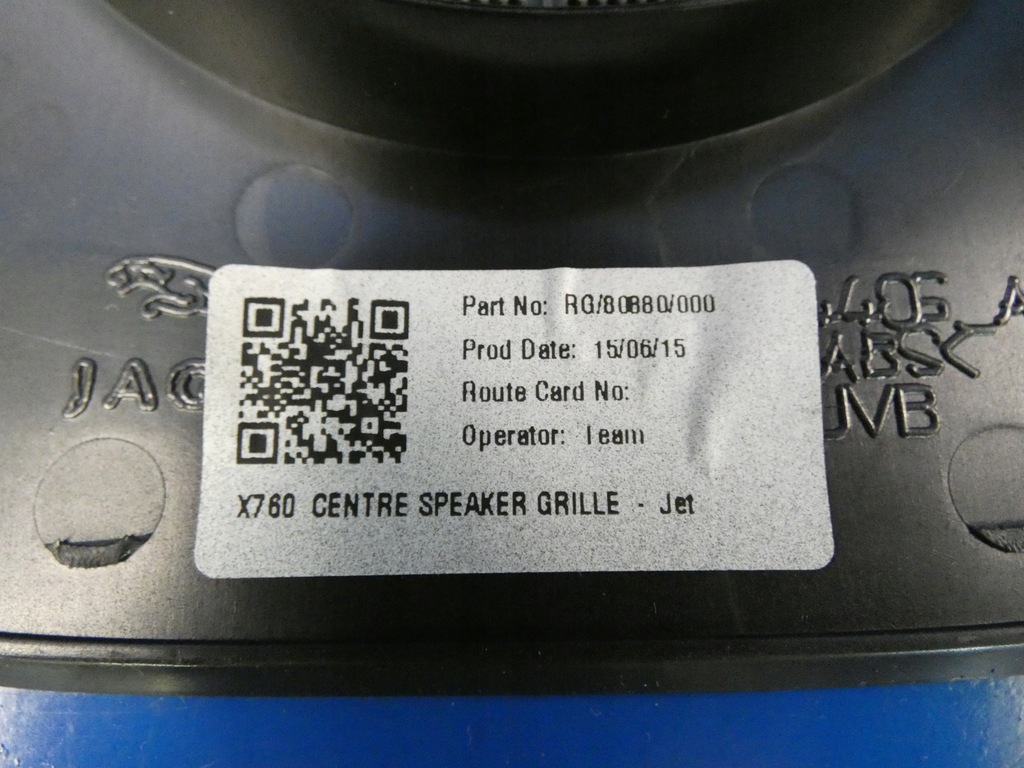 Part No: RG/80880/000
Prod Date: 15/06/15
Route Card No:
Operator: Team
X760 CENTRE SPEAKER GRILLE - Jet
JAG
UVB